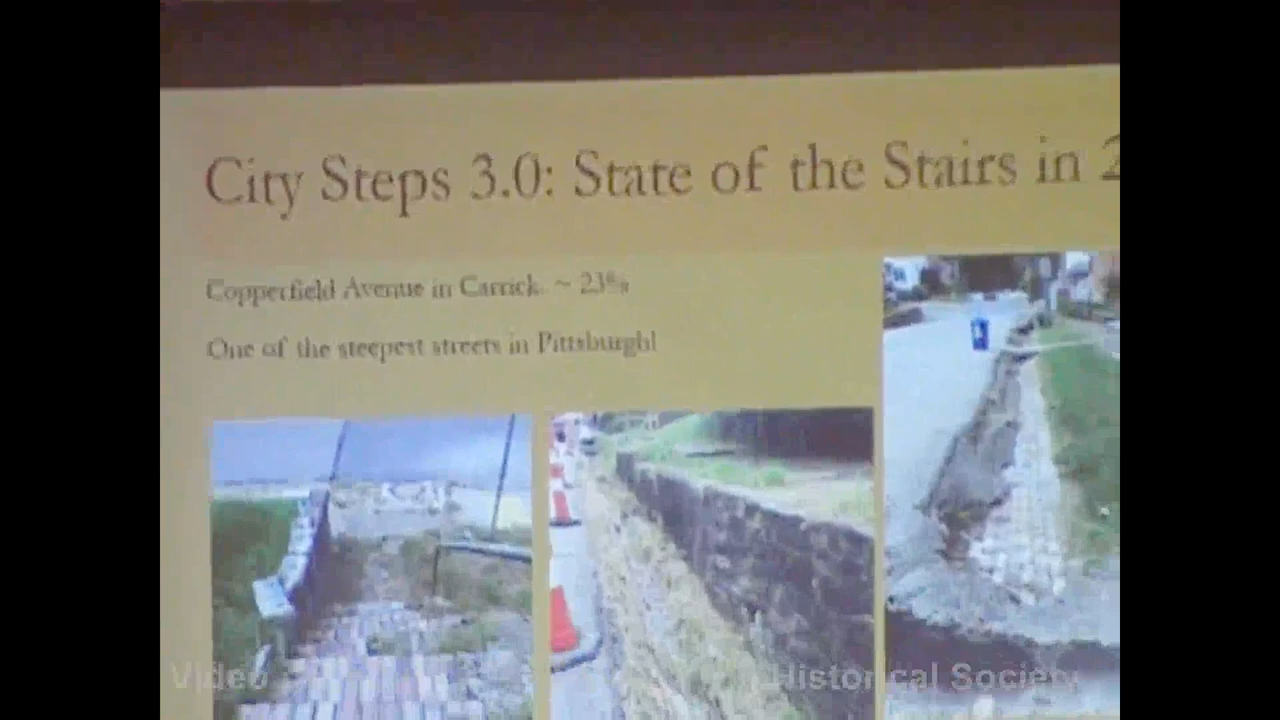 City Steps 3.0: State of the Stairs in 2
Copperfield Avenue in Carrick. ~ 23%
One of the steepest streets in Pittsburgh!
Video
Historical Society